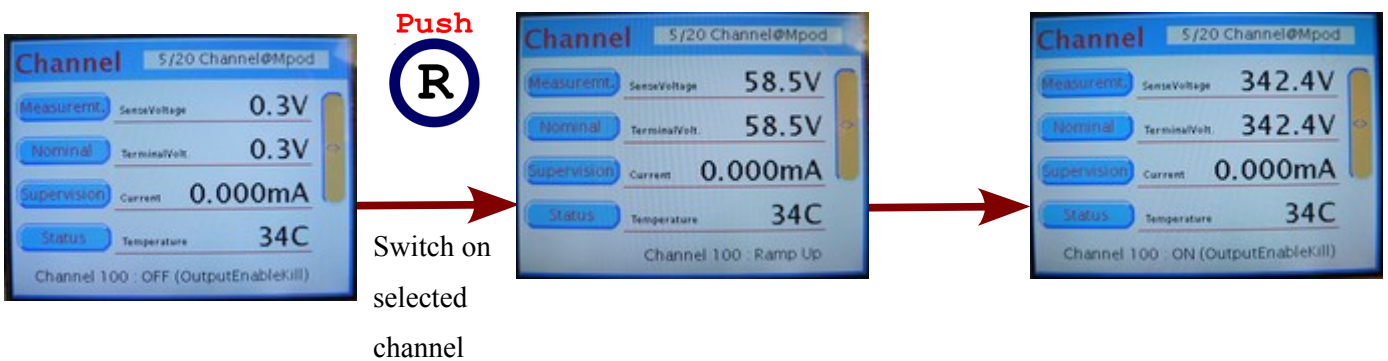 Channel 5/20 Channel@Mpod
Measuremt. SenseVoltage 0.3V
Nominal TerminalVolt. 0.3V
Supervision Current 0.000mA
Status Temperature 34C
Channel 100 : OFF (OutputEnableKill)
Push
R
Switch on
selected
channel
Channel 5/20 Channel@Mpod
Measuremt. SenseVoltage 58.5V
Nominal TerminalVolt. 58.5V
Supervision Current 0.000mA
Status Temperature 34C
Channel 100 : Ramp Up
Channel 5/20 Channel@Mpod
Measuremt. SenseVoltage 342.4V
Nominal TerminalVolt. 342.4V
Supervision Current 0.000mA
Status Temperature 34C
Channel 100 : ON (OutputEnableKill)